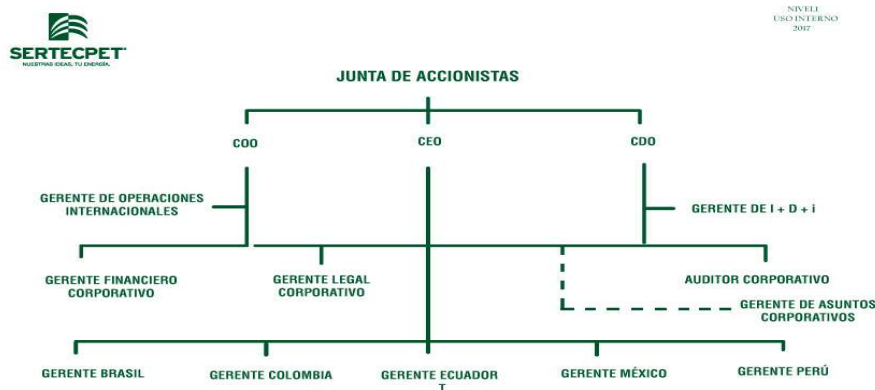 NIVEL1
USO INTERNO
2017
SERTECPET
NUESTRAS IDEAS, TU ENERGÍA.
JUNTA DE ACCIONISTAS
COO
CEO
CDO
GERENTE DE OPERACIONES
INTERNACIONALES
GERENTE DE I + D + i
GERENTE FINANCIERO
CORPORATIVO
GERENTE LEGAL
CORPORATIVO
AUDITOR CORPORATIVO
GERENTE DE ASUNTOS
CORPORATIVOS
GERENTE BRASIL
GERENTE COLOMBIA
GERENTE ECUADOR
T
GERENTE MÉXICO
GERENTE PERÚ